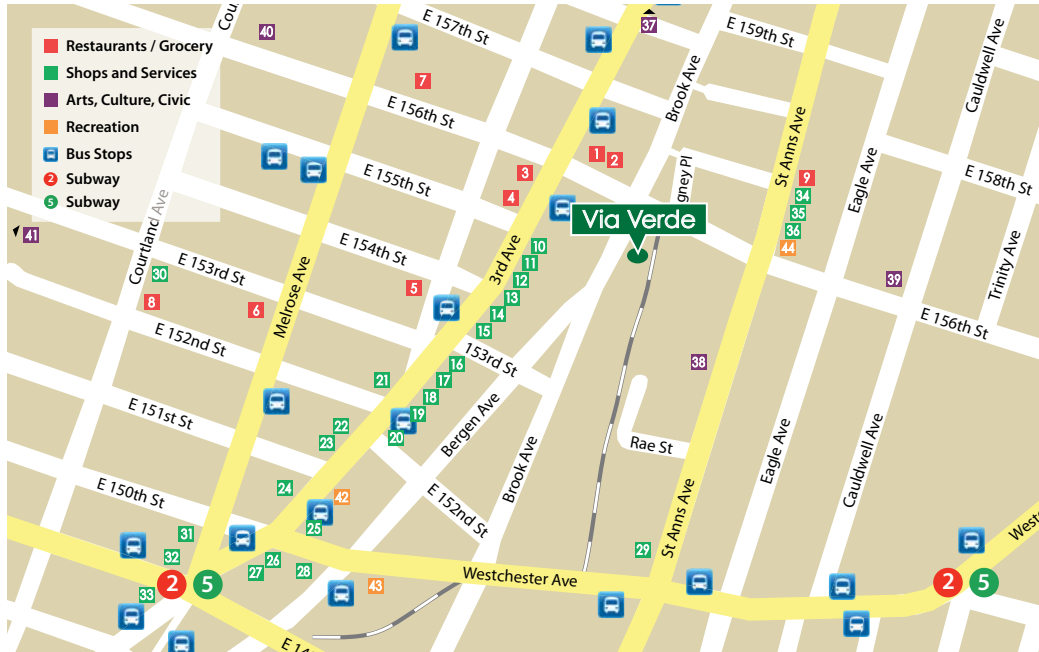 Restaurants / Grocery
Shops and Services
Arts, Culture, Civic
Recreation
Bus Stops
2 Subway
5 Subway
40
41
37
E 157th St
E 159th St
7
E 156th St
Brook Ave
Cauldwell Ave
St Anns Ave
E 155th St
1
2
3
4
9
34
35
36
44
Eagle Ave
E 158th St
Via Verde
Courtland Ave
E 154th St
3rd Ave
10
11
12
13
14
15
E 153rd St
30
8
6
5
Melrose Ave
39
Trinity Ave
E 156th St
E 152nd St
153rd St
16
17
18
19
20
21
38
E 151st St
22
23
Bergen Ave
Brook Ave
Rae St
Eagle Ave
Cauldwell Ave
E 150th St
24
42
25
E 152nd St
31
32
33
26
27
28
29
St Anns Ave
2
5
43
Westchester Ave
2
5